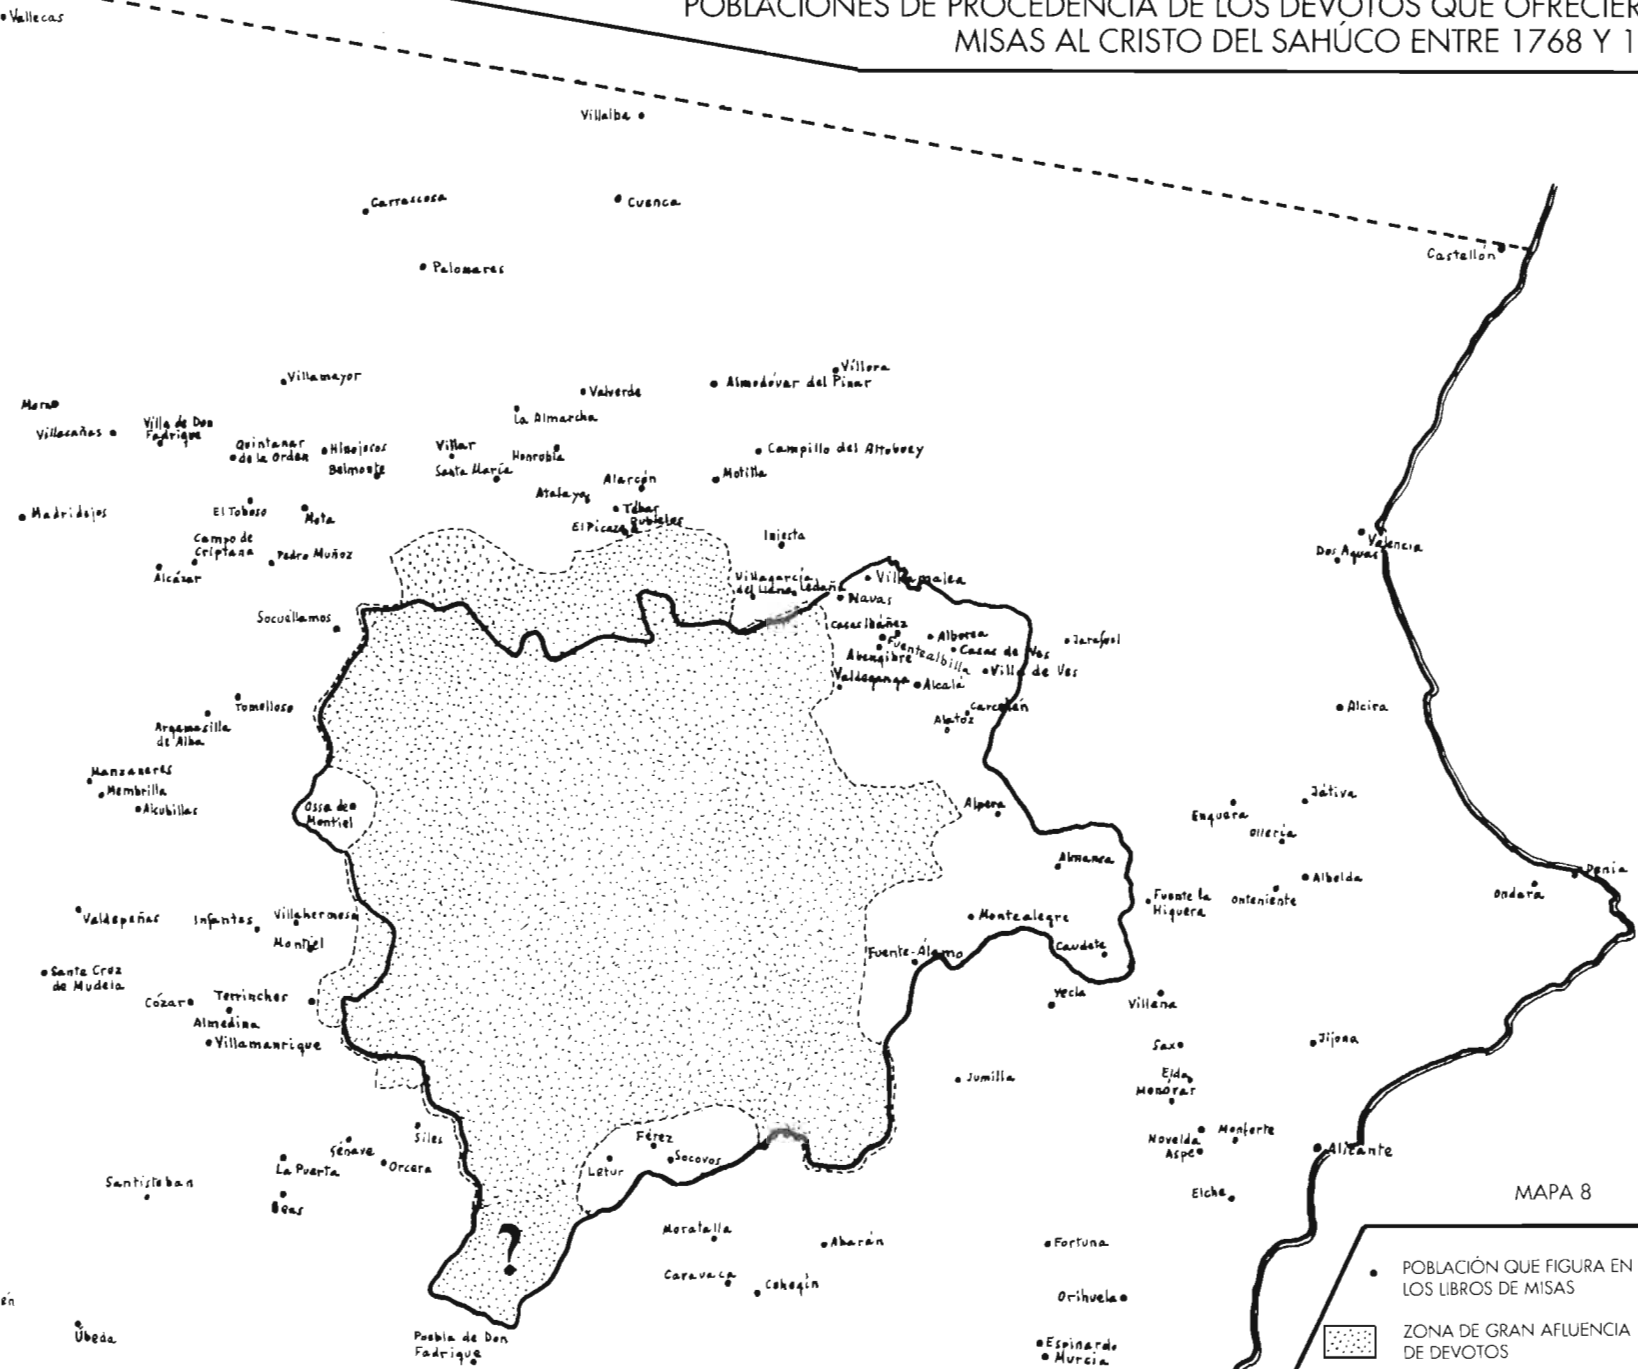 POBLACIONES DE PROCEDENCIA DE LOS DEVOTOS QUE OFRECIER
MISAS AL CRISTO DEL SAHÚCO ENTRE 1768 Y 1
Vallecas
Villalba
Carrascosa
Cuenca
Castellón
Palomares
Villora
Villamayor
Almodóvar del Pinar
Valverde
Mora
La Almarcha
Villacañas
Villa de Don
Fadrique
Quintanar
de la Orden
Hinojosos
Belmonte
Villar
Santa María
Honrubia
Campillo del Altobuey
Motilla
Alarcón
Atalaya
Tébar
Rubielos
El Picazo
Madridejos
El Toboso
Mota
Iniesta
Valencia
Dos Aguas
Campo de
Criptana
Pedro Muñoz
Alcázar
Villagarcía
del Llano
Ledaña
Villamalea
Navas
Socuéllamos
Casas Ibáñez
Alborea
Jarafuel
Fuentealbilla
Casas de Ves
Abengibre
Villa de Ves
Valdeganga
Alcalá
Carcelén
Alatoz
Alcira
Tomelloso
Argamasilla
de Alba
Manzanares
Membrilla
Alcubillas
Ossa de
Montiel
Alpera
Játiva
Enguera
Ollería
Almansa
Albaida
Denia
Ondara
Fuente la
Higuera
Onteniente
Valdepeñas
Infantes
Villahermosa
Montiel
Montealegre
Caudete
Fuente-Álamo
Santa Cruz
de Mudela
Cózar
Terrinches
Almedina
Villamanrique
Yecla
Villena
Sax
Jijona
Elda
Monóvar
Jumilla
Novelda
Aspe
Monforte
Alicante
Siles
Génave
La Puerta
Orcera
Férez
Socovos
Letur
Santisteban
Beas
Elche
MAPA 8
?
Moratalla
Abarán
Fortuna
Caravaca
Cehegín
Orihuela
POBLACIÓN QUE FIGURA EN
LOS LIBROS DE MISAS
én
Úbeda
Puebla de Don
Fadrique
Espinardo
Murcia
ZONA DE GRAN AFLUENCIA
DE DEVOTOS